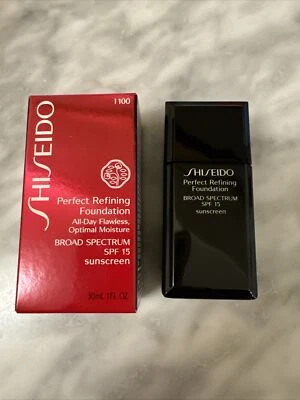 1100
SHISEIDO
Perfect Refining
Foundation
All-Day Flawless,
Optimal Moisture
BROAD SPECTRUM
SPF 15
sunscreen
30mL 1FL.OZ.
SHISEIDO
Perfect Refining
Foundation
BROAD SPECTRUM
SPF 15
sunscreen